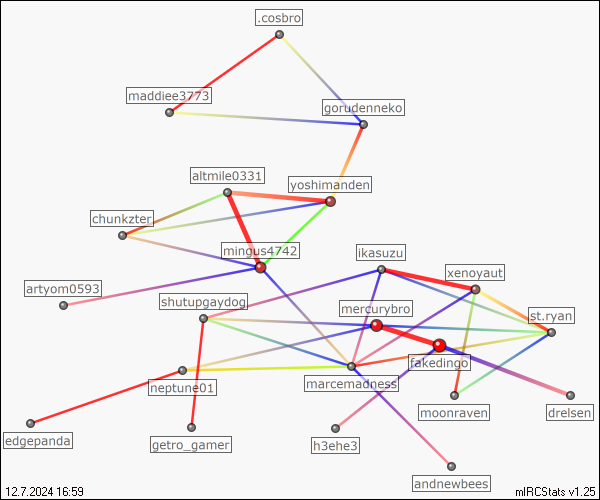 .cosbro
maddiee3773
gorudenneko
altmile0331
yoshimanden
chunkzter
mingus4742
ikasuzu
xenoyaut
artyom0593
shutupgaydog
mercurybro
st.ryan
fakedingo
neptune01
marcemadness
moonraven
drelsen
edgepanda
getro_gamer
h3ehe3
andnewbees
12.7.2024 16:59
mIRCStats v1.25